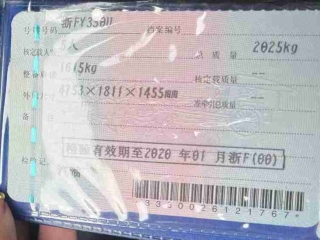 号牌号码 浙FY350U 档案编号
核定载人数 5人 总质量 2025kg
整备质量 1615kg 核定载质量 --
外廓尺寸 4753×1811×1455mm 准牵引总质量 --
备
检验有效期至2020年01月浙F(00)
检验记
3330026121767